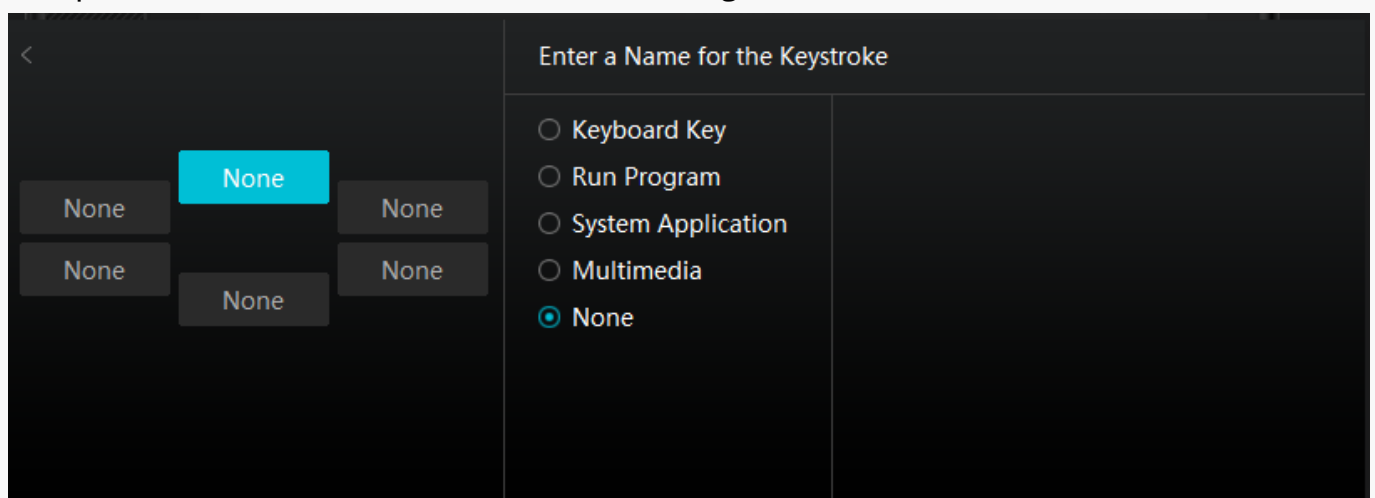 <
Enter a Name for the Keystroke
None
None
None
None
None
None
Keyboard Key
Run Program
System Application
Multimedia
None